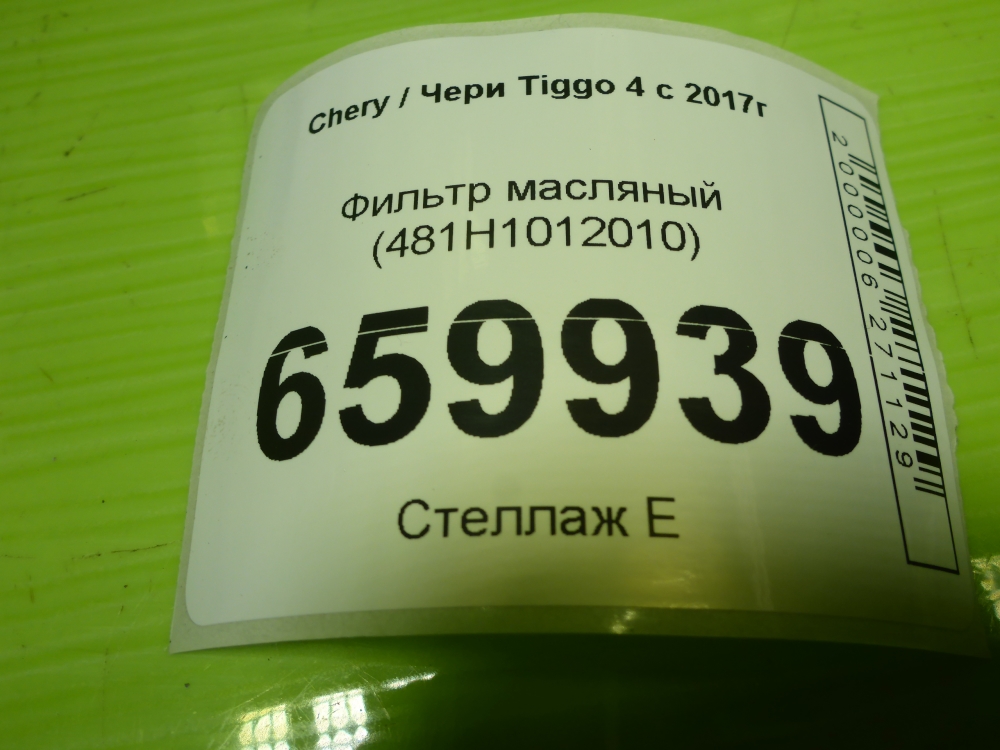 Chery / Чери Tiggo 4 с 2017г
Фильтр масляный
(481H1012010)
659939
Стеллаж Е
2000006271129